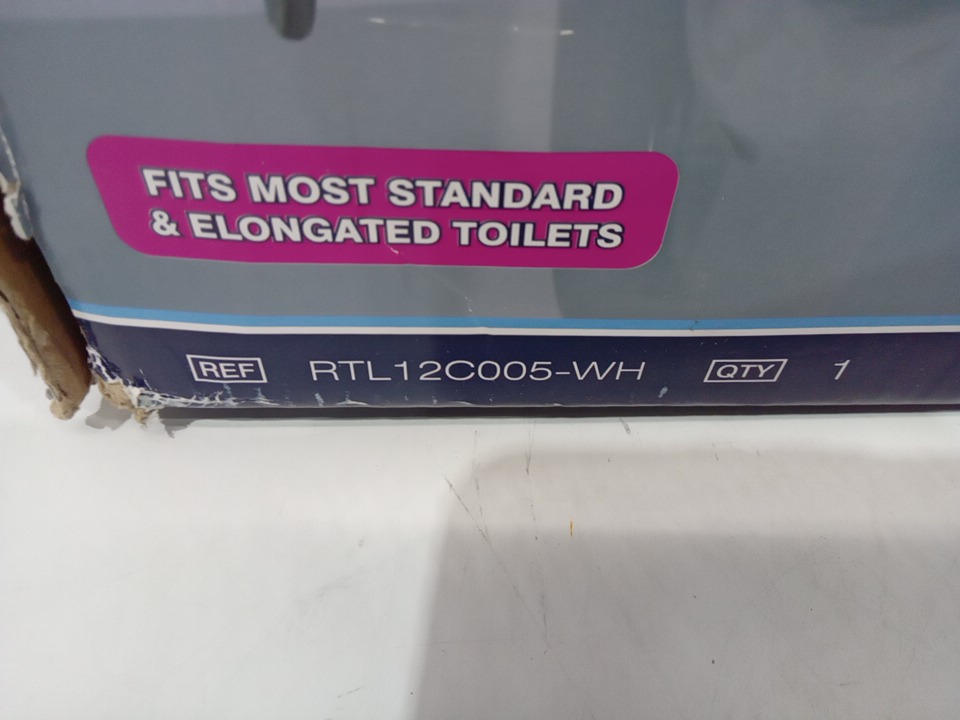 FITS MOST STANDARD
& ELONGATED TOILETS
REF RTL12C005-WH QTY 1